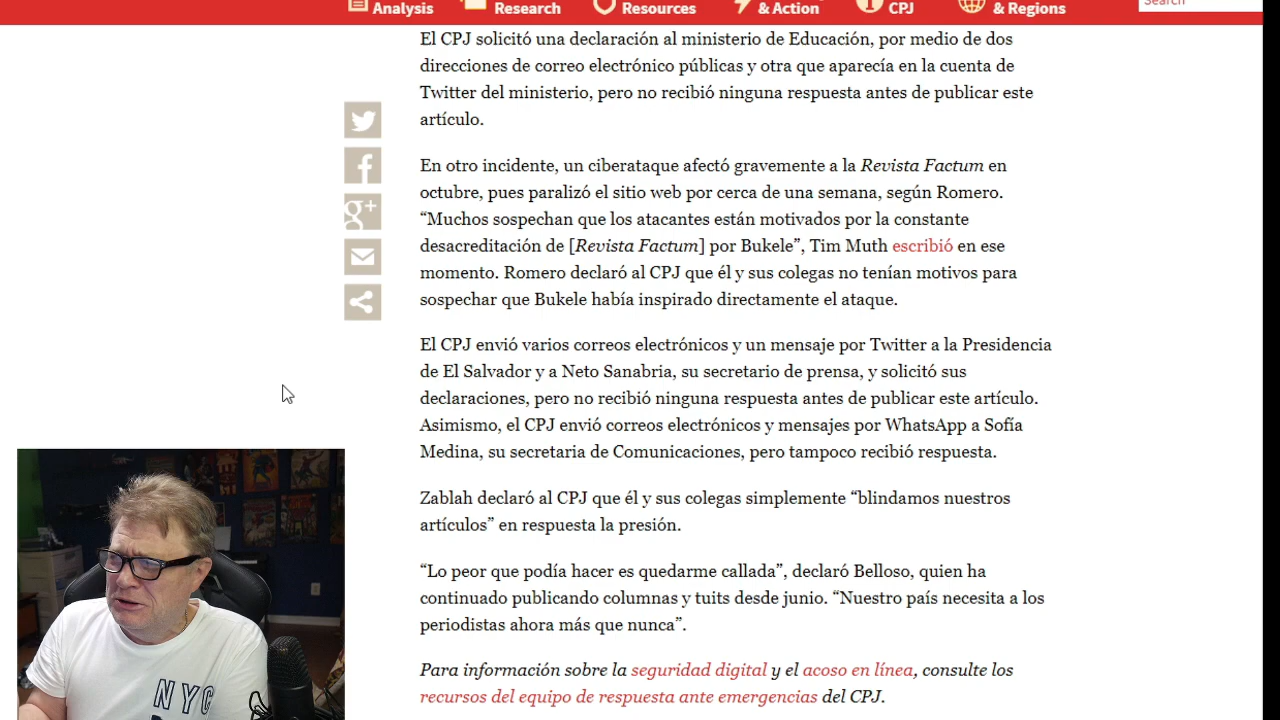 Analysis
Research
Resources
& Action
CPJ
& Regions
Search
El CPJ solicitó una declaración al ministerio de Educación, por medio de dos
direcciones de correo electrónico públicas y otra que aparecía en la cuenta de
Twitter del ministerio, pero no recibió ninguna respuesta antes de publicar este
artículo.
En otro incidente, un ciberataque afectó gravemente a la Revista Factum en
octubre, pues paralizó el sitio web por cerca de una semana, según Romero.
“Muchos sospechan que los atacantes están motivados por la constante
desacreditación de [Revista Factum] por Bukele”, Tim Muth escribió en ese
momento. Romero declaró al CPJ que él y sus colegas no tenían motivos para
sospechar que Bukele había inspirado directamente el ataque.
El CPJ envió varios correos electrónicos y un mensaje por Twitter a la Presidencia
de El Salvador y a Neto Sanabria, su secretario de prensa, y solicitó sus
declaraciones, pero no recibió ninguna respuesta antes de publicar este artículo.
Asimismo, el CPJ envió correos electrónicos y mensajes por WhatsApp a Sofía
Medina, su secretaria de Comunicaciones, pero tampoco recibió respuesta.
Zablah declaró al CPJ que él y sus colegas simplemente “blindamos nuestros
artículos” en respuesta la presión.
“Lo peor que podía hacer es quedarme callada”, declaró Belloso, quien ha
continuado publicando columnas y tuits desde junio. “Nuestro país necesita a los
periodistas ahora más que nunca”.
Para información sobre la seguridad digital y el acoso en línea, consulte los
recursos del equipo de respuesta ante emergencias del CPJ.
NYC